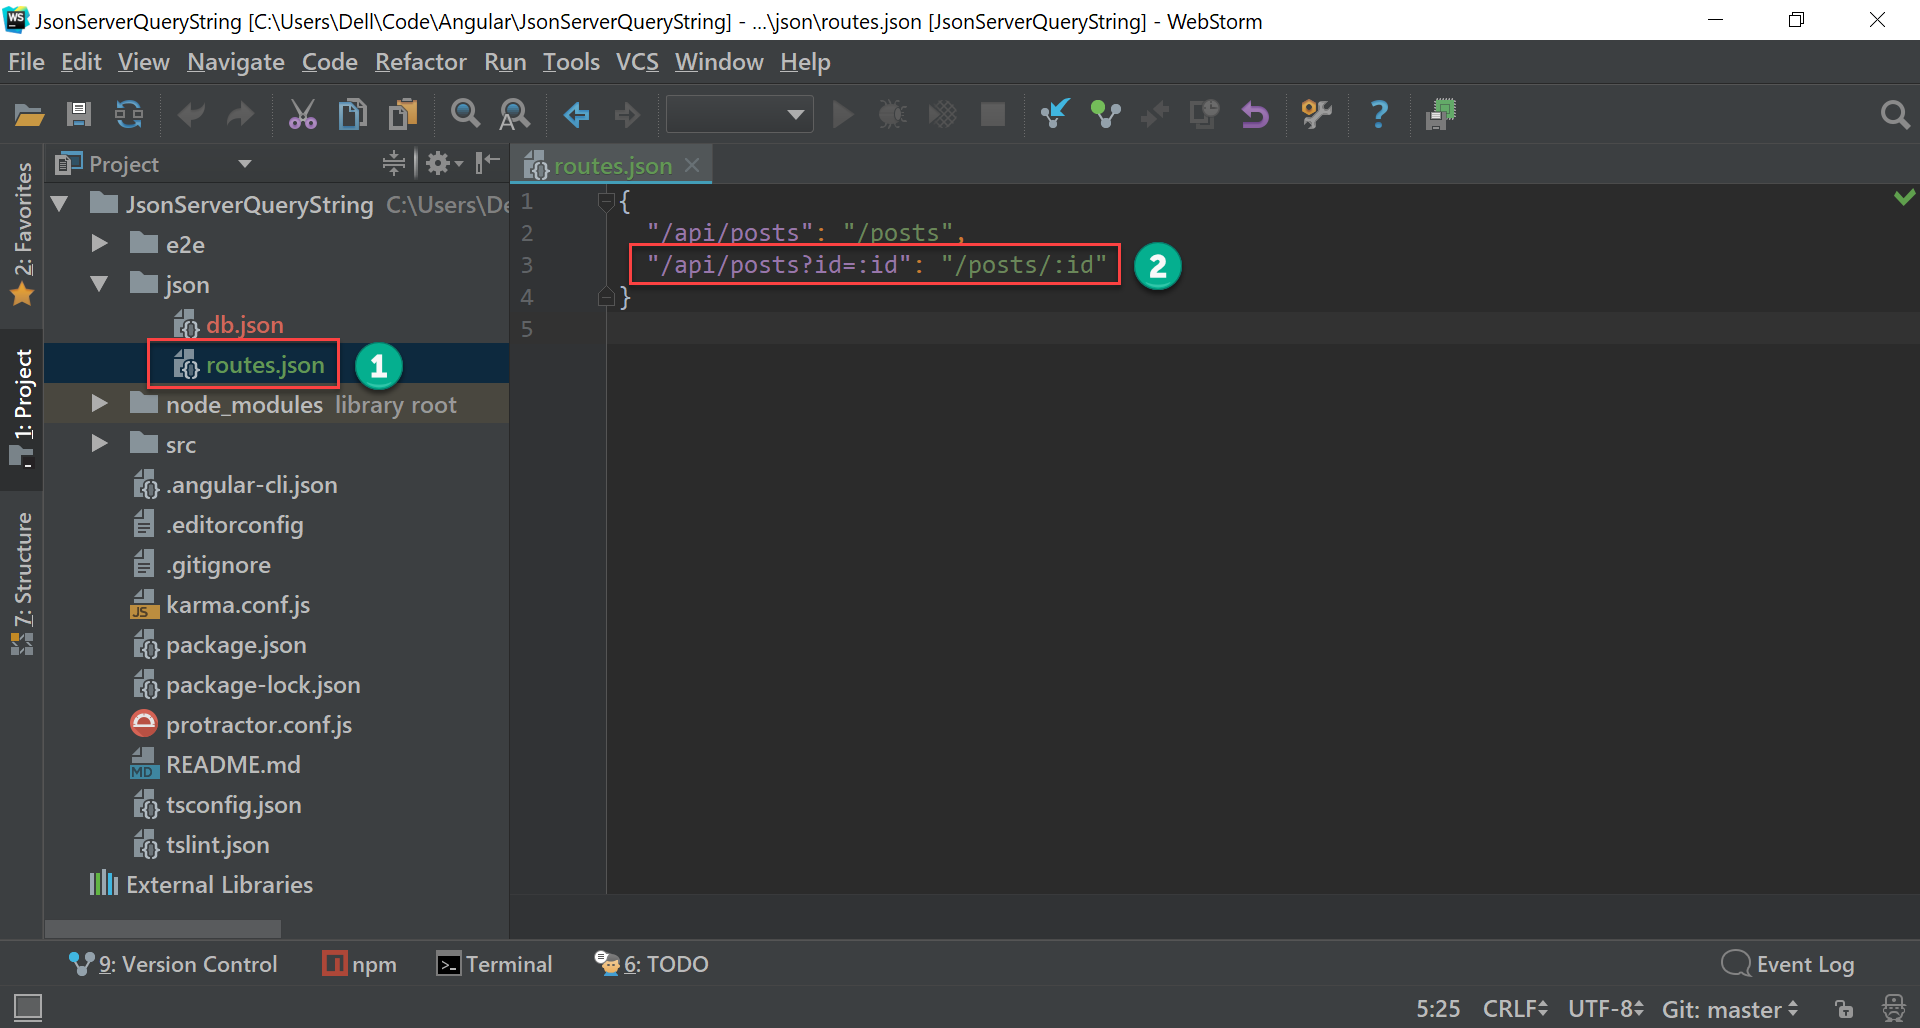 WS JsonServerQueryString [C:\Users\Dell\Code\Angular\JsonServerQueryString] - ...\json\routes.json [JsonServerQueryString] - WebStorm
File Edit View Navigate Code Refactor Run Tools VCS Window Help
Project
routes.json
2: Favorites
1: Project
7: Structure
JsonServerQueryString C:\Users\De
e2e
json
db.json
routes.json 1
node_modules library root
src
.angular-cli.json
.editorconfig
.gitignore
JS karma.conf.js
package.json
package-lock.json
protractor.conf.js
MD README.md
tsconfig.json
tslint.json
External Libraries
1 {
2 "/api/posts": "/posts",
3 "/api/posts?id=:id": "/posts/:id" 2
4 }
5
9: Version Control npm Terminal 6: TODO Event Log
5:25 CRLF UTF-8 Git: master